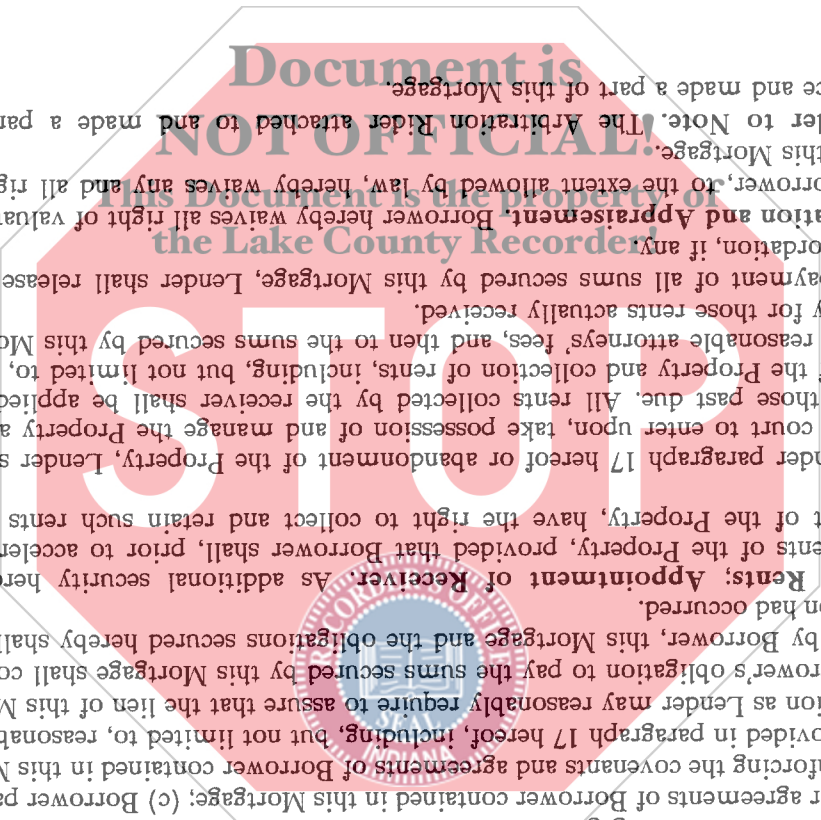 Document is
NOT OFFICIAL!
This Document is the property of
the Lake County Recorder!
STOP
r agreements of Borrower contained in this Mortgage; (c) Borrower pa
nforcing the covenants and agreements of Borrower contained in this M
ovided in paragraph 17 hereof, including, but not limited to, reasonab
ion as Lender may reasonably require to assure that the lien of this M
rower's obligation to pay the sums secured by this Mortgage shall co
by Borrower, this Mortgage and the obligations secured hereby shall
on had occurred.
Rents; Appointment of Receiver. As additional security here
ents of the Property, provided that Borrower shall, prior to acceler
t of the Property, have the right to collect and retain such rents
nder paragraph 17 hereof or abandonment of the Property, Lender s
court to enter upon, take possession of and manage the Property a
those past due. All rents collected by the receiver shall be applied
f the Property and collection of rents, including, but not limited to,
reasonable attorneys' fees, and then to the sums secured by this Mo
y for those rents actually received.
ayment of all sums secured by this Mortgage, Lender shall release
ordation, if any.
ation and Appraisement. Borrower hereby waives all right of valua
orrower, to the extent allowed by law, hereby waives any and all rig
this Mortgage.
der to Note. The Arbitration Rider attached to and made a par
ce and made a part of this Mortgage.
SEAL
INDIANA